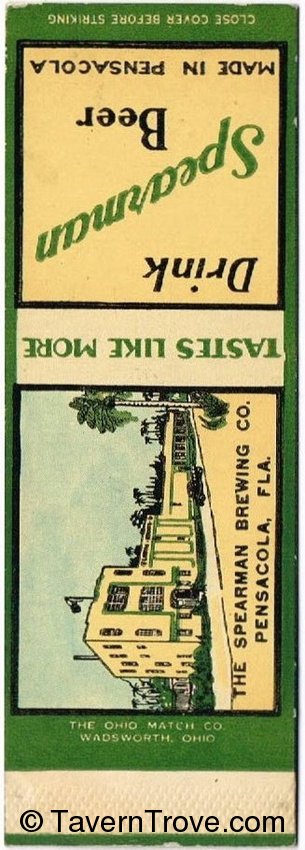 CLOSE COVER BEFORE STRIKING
Drink
Spearman
Beer
MADE IN PENSACOLA
TASTES LIKE MORE
THE SPEARMAN BREWING CO.
PENSACOLA, FLA.
THE OHIO MATCH CO.
WADSWORTH, OHIO
© TavernTrove.com